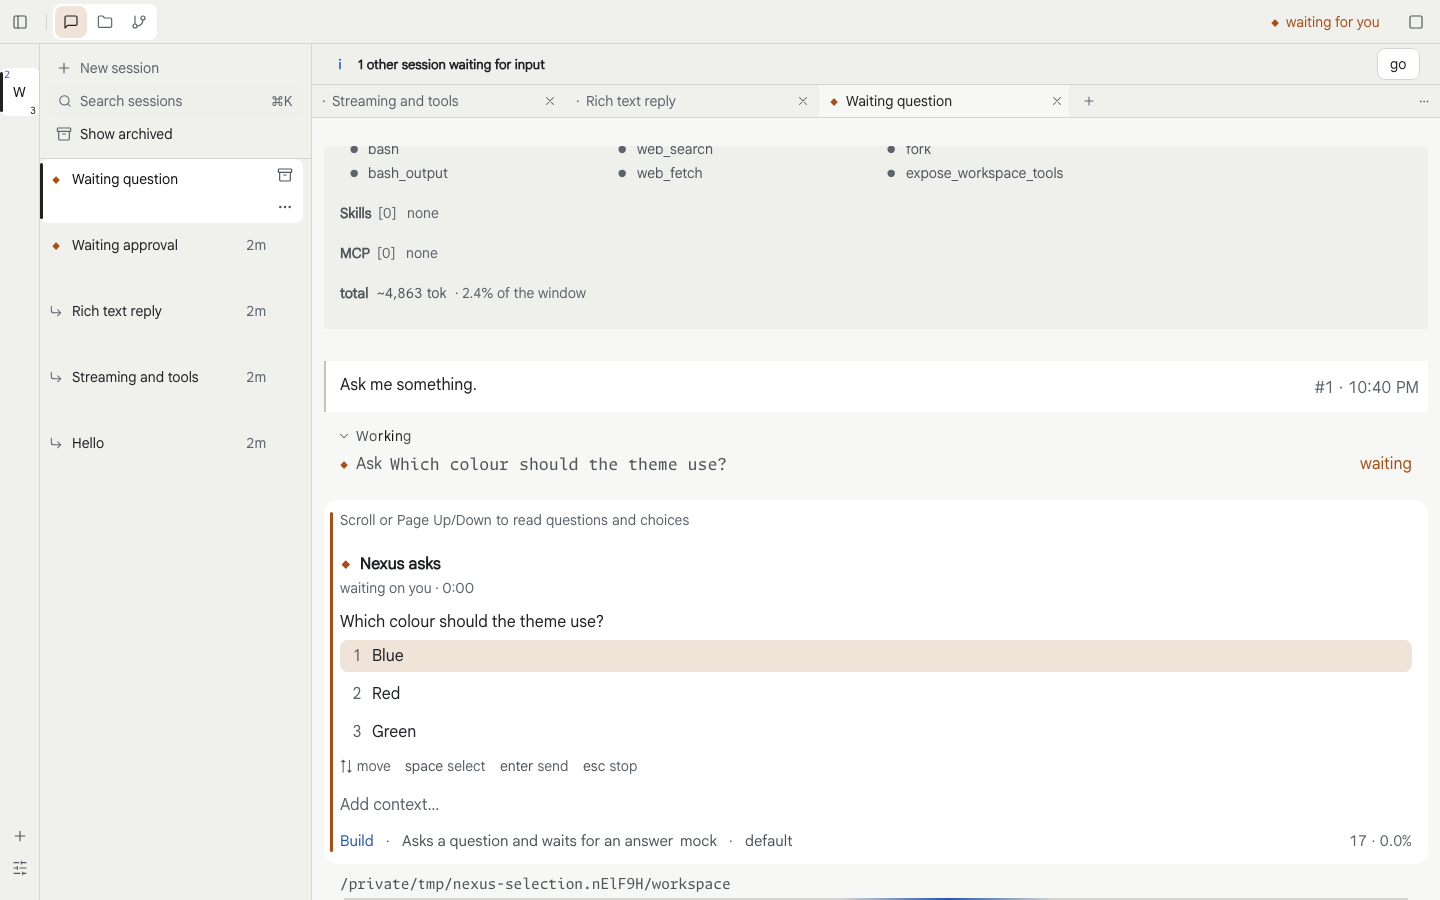 waiting for you
2
W
3
New session
Search sessions ⌘K
Show archived
Waiting question
Waiting approval 2m
Rich text reply 2m
Streaming and tools 2m
Hello 2m
i 1 other session waiting for input go
· Streaming and tools
· Rich text reply
Waiting question
bash web_search fork
bash_output web_fetch expose_workspace_tools
Skills [0] none
MCP [0] none
total ~4,863 tok · 2.4% of the window
Ask me something. #1 · 10:40 PM
Working
Ask Which colour should the theme use? waiting
Scroll or Page Up/Down to read questions and choices
Nexus asks
waiting on you · 0:00
Which colour should the theme use?
1 Blue
2 Red
3 Green
↑↓ move space select enter send esc stop
Add context...
Build · Asks a question and waits for an answer mock · default 17 · 0.0%
/private/tmp/nexus-selection.nElF9H/workspace